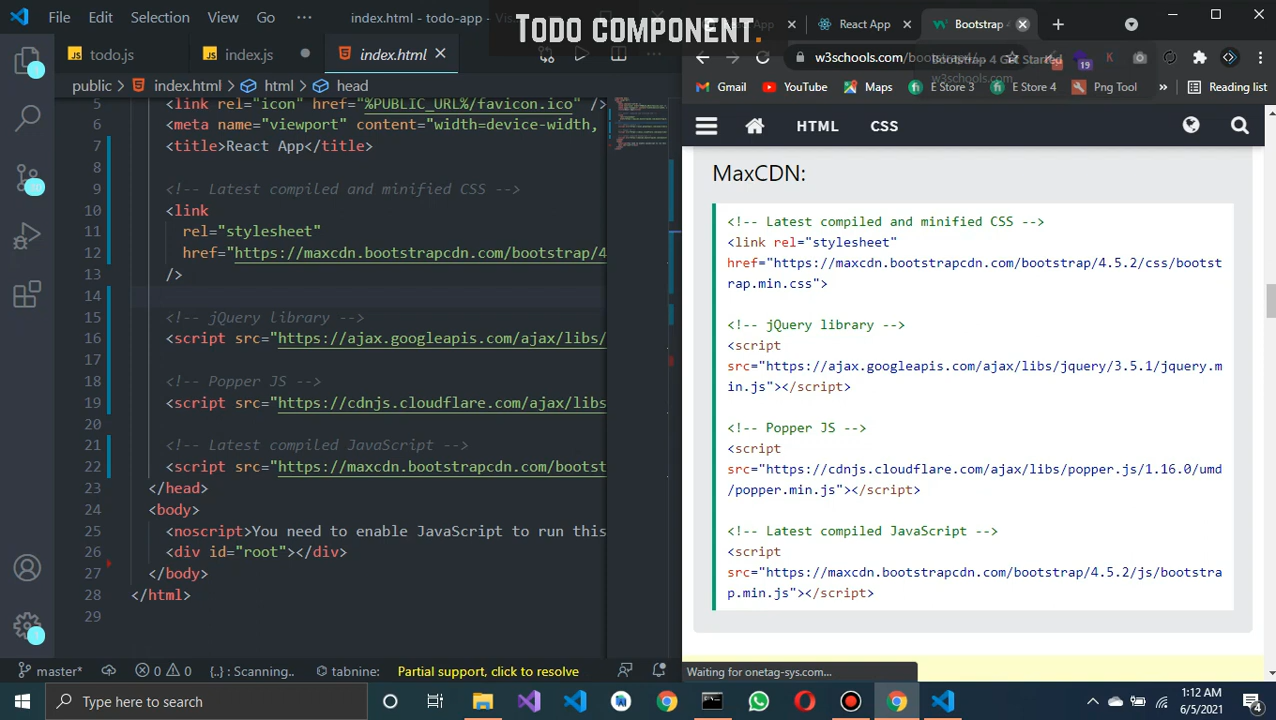 File Edit Selection View Go ··· index.html - todo-app
TODO COMPONENT.
React App
Bootstrap
todo.js
index.js
index.html
w3schools.com/boots
Bootstrap 4 Get Started
w3schools.com
19
public > index.html > html > head
Gmail YouTube Maps E Store 3 E Store 4 Png Tool » Reading list
HTML CSS
5 <link rel="icon" href="%PUBLIC_URL%/favicon.ico" />
6 <meta name="viewport" content="width=device-width,
7 <title>React App</title>
8
9 <!-- Latest compiled and minified CSS -->
10 <link
11 rel="stylesheet"
12 href="https://maxcdn.bootstrapcdn.com/bootstrap/4
13 />
14
15 <!-- jQuery library -->
16 <script src="https://ajax.googleapis.com/ajax/libs/
17
18 <!-- Popper JS -->
19 <script src="https://cdnjs.cloudflare.com/ajax/libs
20
21 <!-- Latest compiled JavaScript -->
22 <script src="https://maxcdn.bootstrapcdn.com/bootst
23 </head>
24 <body>
25 <noscript>You need to enable JavaScript to run this
26 <div id="root"></div>
27 </body>
28 </html>
29
MaxCDN:
<!-- Latest compiled and minified CSS -->
<link rel="stylesheet"
href="https://maxcdn.bootstrapcdn.com/bootstrap/4.5.2/css/bootst
rap.min.css">
<!-- jQuery library -->
<script
src="https://ajax.googleapis.com/ajax/libs/jquery/3.5.1/jquery.m
in.js"></script>
<!-- Popper JS -->
<script
src="https://cdnjs.cloudflare.com/ajax/libs/popper.js/1.16.0/umd
/popper.min.js"></script>
<!-- Latest compiled JavaScript -->
<script
src="https://maxcdn.bootstrapcdn.com/bootstrap/4.5.2/js/bootstra
p.min.js"></script>
master* 0 0 {..} : Scanning... tabnine: Partial support, click to resolve
Waiting for onetag-sys.com...
Type here to search
1:12 AM
6/5/2021
4